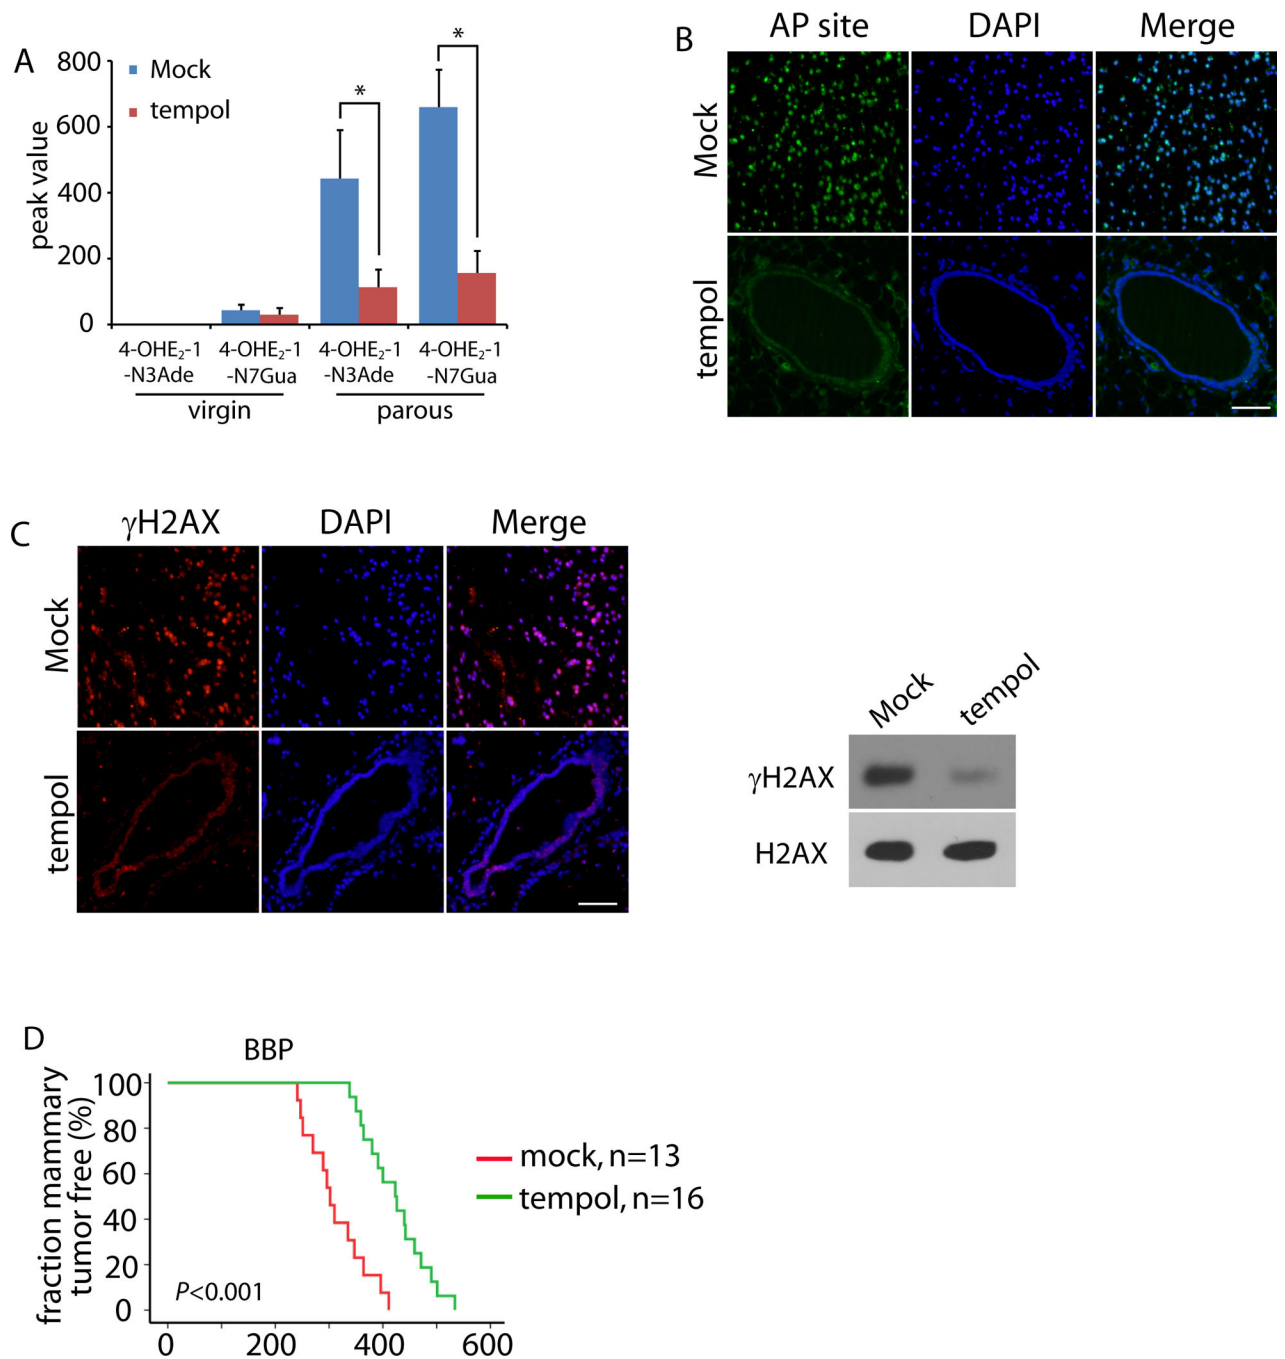 A
800
600
400
200
0
peak value
Mock
tempol
*
*
4-OHE₂-1
-N3Ade
4-OHE₂-1
-N7Gua
4-OHE₂-1
-N3Ade
4-OHE₂-1
-N7Gua
virgin
parous
B
AP site DAPI Merge
Mock
tempol
C
γH2AX DAPI Merge
Mock
tempol
Mock tempol
γH2AX
H2AX
D
BBP
fraction mammary
tumor free (%)
100
80
60
40
20
0
P<0.001
mock, n=13
tempol, n=16
0 200 400 600